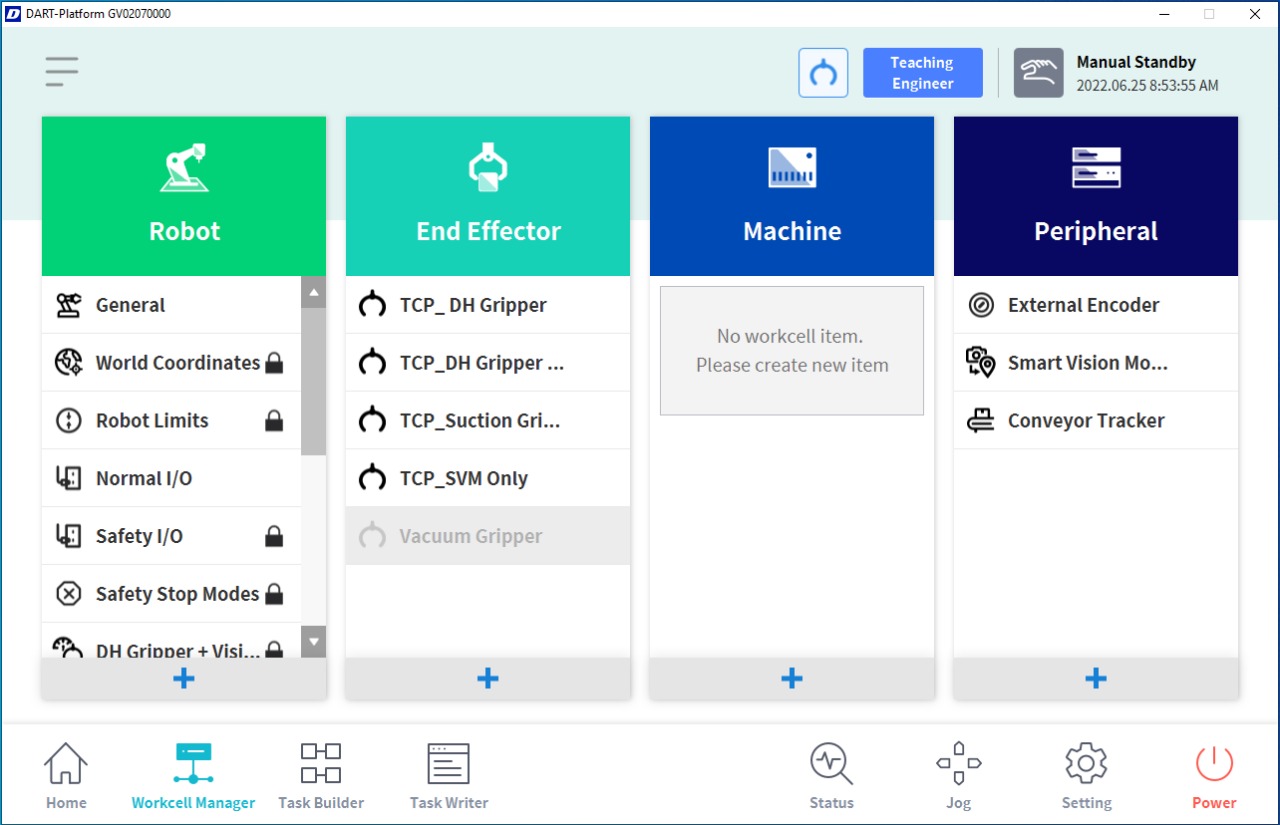 DART-Platform GV02070000
Teaching
Engineer
Manual Standby
2022.06.25 8:53:55 AM
Robot
End Effector
Machine
Peripheral
General
World Coordinates
Robot Limits
Normal I/O
Safety I/O
Safety Stop Modes
DH Gripper + Visi...
TCP_ DH Gripper
TCP_DH Gripper ...
TCP_Suction Gri...
TCP_SVM Only
Vacuum Gripper
No workcell item.
Please create new item
External Encoder
Smart Vision Mo...
Conveyor Tracker
Home
Workcell Manager
Task Builder
Task Writer
Status
Jog
Setting
Power